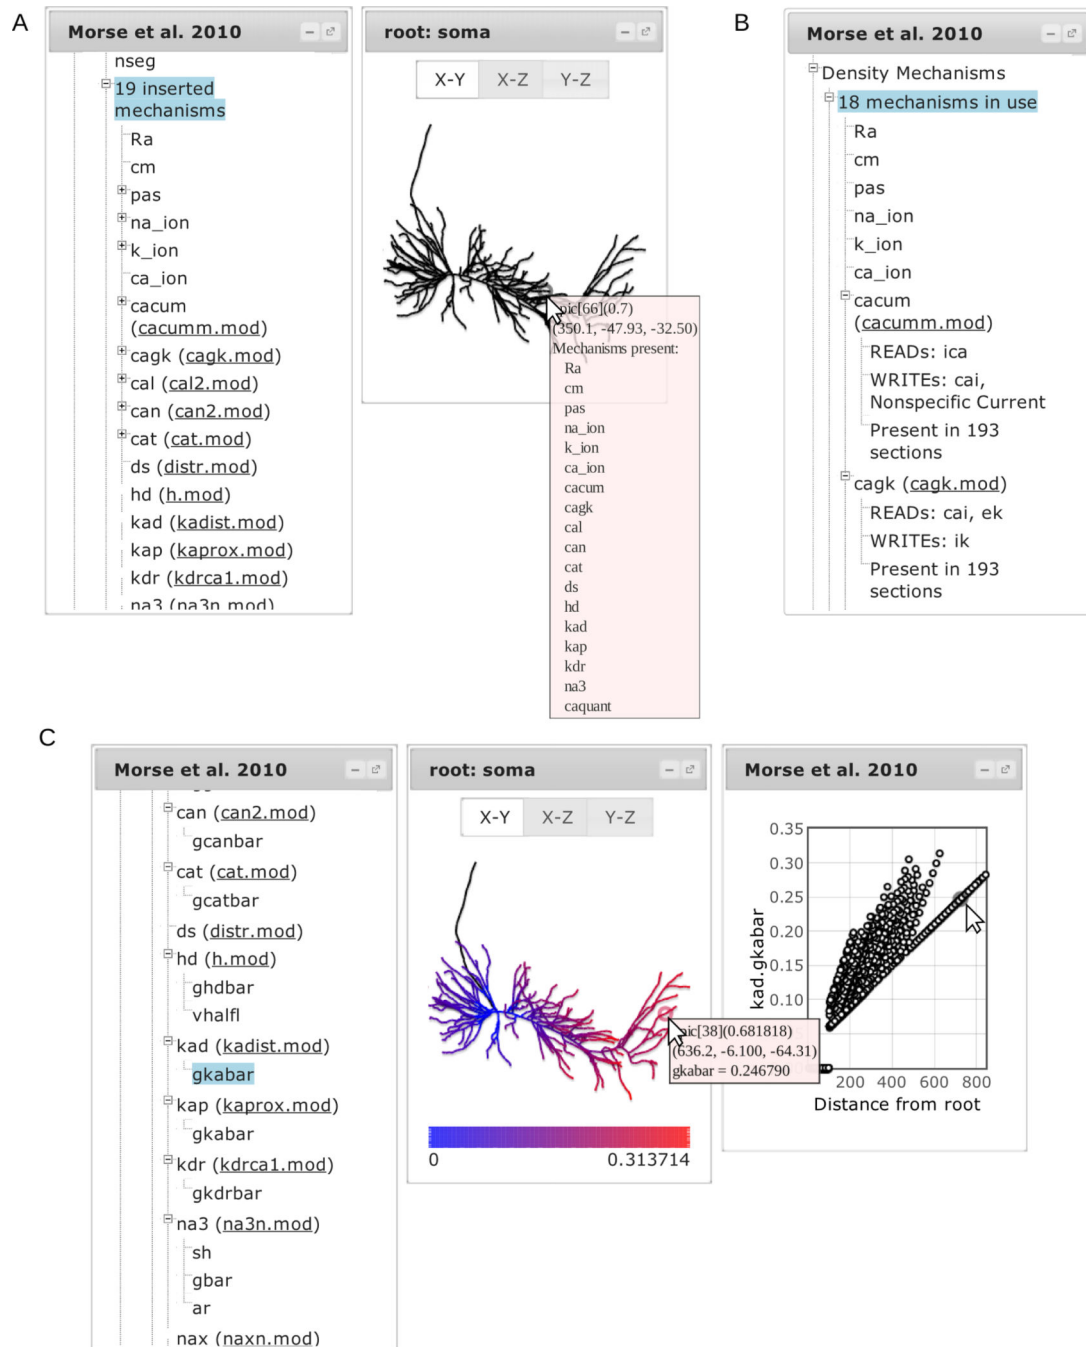 A
Morse et al. 2010
nseg
19 inserted
mechanisms
Ra
cm
pas
na_ion
k_ion
ca_ion
cacum
(cacumm.mod)
cagk (cagk.mod)
cal (cal2.mod)
can (can2.mod)
cat (cat.mod)
ds (distr.mod)
hd (h.mod)
kad (kadist.mod)
kap (kaprox.mod)
kdr (kdrca1.mod)
na3 (na3n.mod)
root: soma
X-Y X-Z Y-Z
[66](0.7)
(350.1, -47.93, -32.50)
Mechanisms present:
Ra
cm
pas
na_ion
k_ion
ca_ion
cacum
cagk
cal
can
cat
ds
hd
kad
kap
kdr
na3
caquant
B
Morse et al. 2010
Density Mechanisms
18 mechanisms in use
Ra
cm
pas
na_ion
k_ion
ca_ion
cacum
(cacumm.mod)
READs: ica
WRITEs: cai,
Nonspecific Current
Present in 193
sections
cagk (cagk.mod)
READs: cai, ek
WRITEs: ik
Present in 193
sections
C
Morse et al. 2010
can (can2.mod)
gcanbar
cat (cat.mod)
gcatbar
ds (distr.mod)
hd (h.mod)
ghdbar
vhalfl
kad (kadist.mod)
gkabar
kap (kaprox.mod)
gkabar
kdr (kdrca1.mod)
gkdrbar
na3 (na3n.mod)
sh
gbar
ar
nax (naxn.mod)
root: soma
X-Y X-Z Y-Z
[38](0.681818)
(636.2, -6.100, -64.31)
gkabar = 0.246790
0 0.313714
Morse et al. 2010
0.35
0.30
0.25
0.20
0.15
0.10
kad.gkabar
200 400 600 800
Distance from root